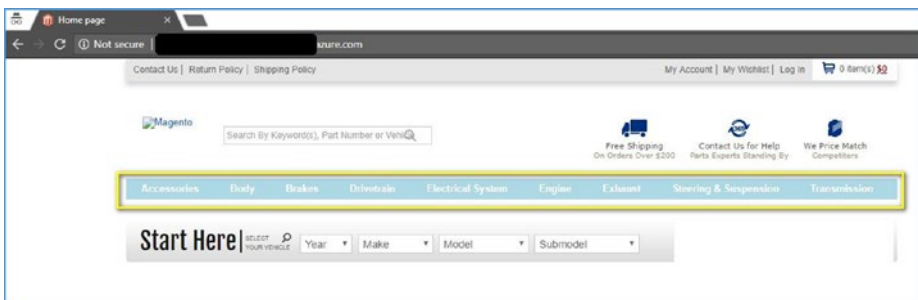 Home page
Not secure | azure.com
Contact Us | Return Policy | Shipping Policy
My Account | My Wishlist | Log In
0 item(s) $0
Magento
Search By Keyword(s), Part Number or Vehi
Free Shipping
On Orders Over $200
Contact Us for Help
Parts Experts Standing By
We Price Match
Competitors
Accessories Body Brakes Drivetrain Electrical System Engine Exhaust Steering & Suspension Transmission
Start Here
SELECT
YOUR VEHICLE
Year Make Model Submodel